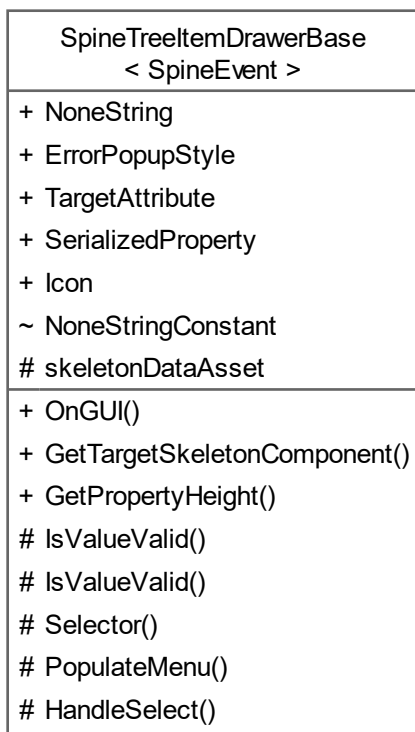 SpineTreeItemDrawerBase
< SpineEvent >
+ NoneString
+ ErrorPopupStyle
+ TargetAttribute
+ SerializedProperty
+ Icon
~ NoneStringConstant
# skeletonDataAsset
+ OnGUI()
+ GetTargetSkeletonComponent()
+ GetPropertyHeight()
# IsValueValid()
# IsValueValid()
# Selector()
# PopulateMenu()
# HandleSelect()